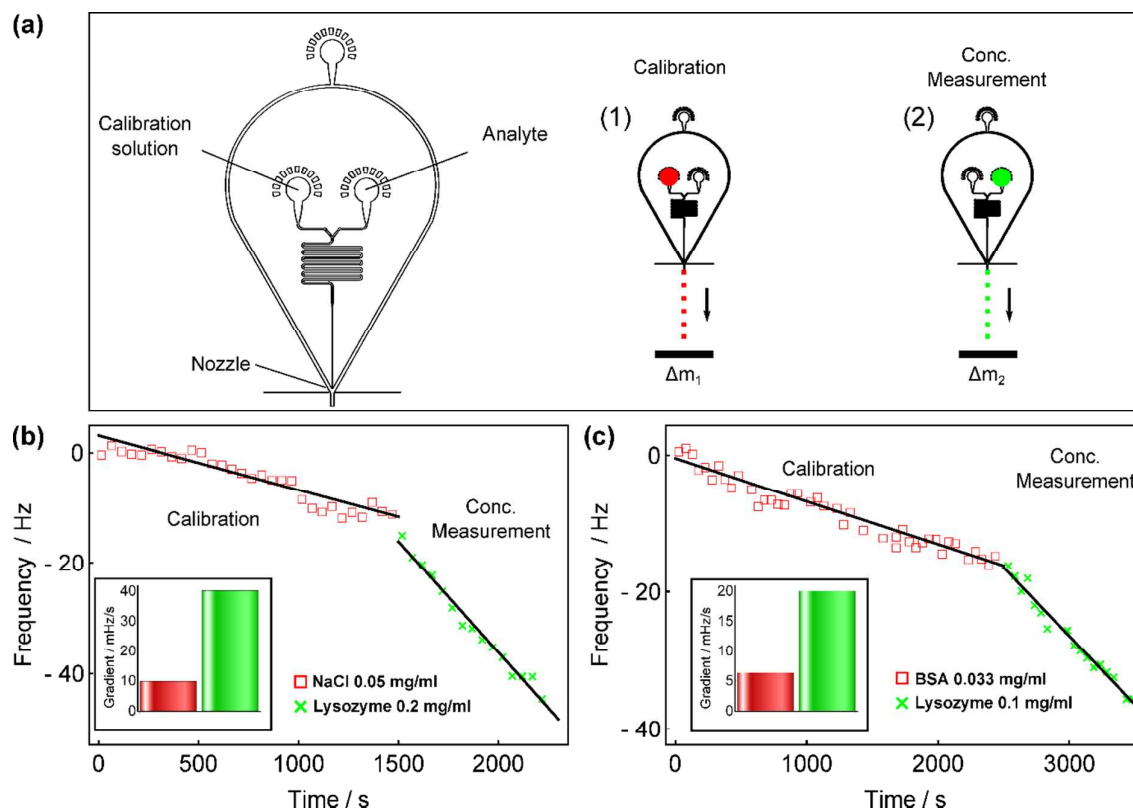 (a)
Calibration
solution
Analyte
Nozzle
Calibration
(1)
Δm₁
Conc.
Measurement
(2)
Δm₂
(b)
Frequency / Hz
0
- 20
- 40
Calibration
Conc.
Measurement
Gradient / mHz/s
40
30
20
10
0
NaCl 0.05 mg/ml
Lysozyme 0.2 mg/ml
0
500
1000
1500
2000
Time / s
(c)
Frequency / Hz
0
- 20
- 40
Calibration
Conc.
Measurement
Gradient / mHz/s
20
15
10
5
0
BSA 0.033 mg/ml
Lysozyme 0.1 mg/ml
0
1000
2000
3000
Time / s